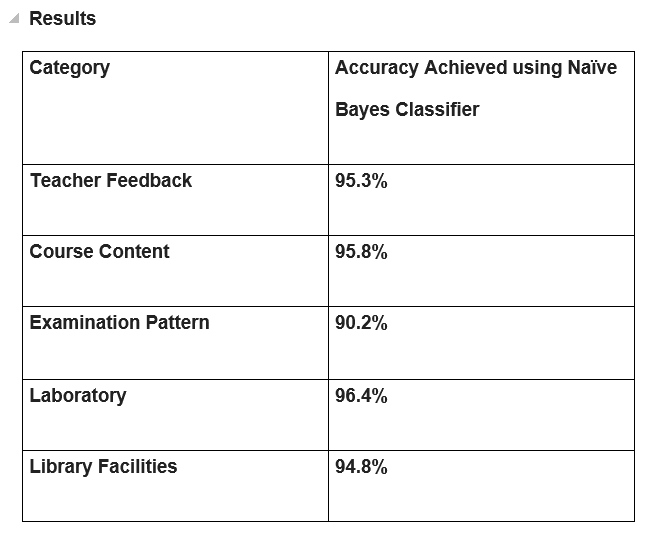 Results
Category
Accuracy Achieved using Naïve
Bayes Classifier
Teacher Feedback
95.3%
Course Content
95.8%
Examination Pattern
90.2%
Laboratory
96.4%
Library Facilities
94.8%